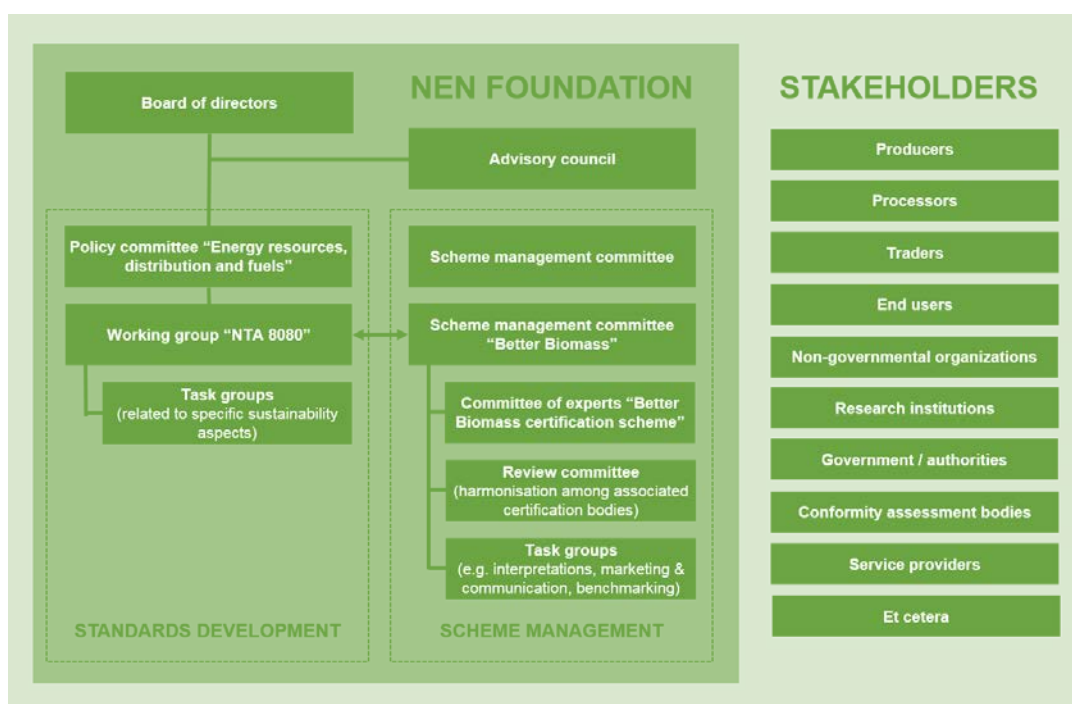 NEN FOUNDATION
Board of directors
Advisory council
Policy committee “Energy resources,
distribution and fuels”
Working group “NTA 8080”
Task groups
(related to specific sustainability
aspects)
STANDARDS DEVELOPMENT
Scheme management committee
Scheme management committee
“Better Biomass”
Committee of experts “Better
Biomass certification scheme”
Review committee
(harmonisation among associated
certification bodies)
Task groups
(e.g. interpretations, marketing &
communication, benchmarking)
SCHEME MANAGEMENT
STAKEHOLDERS
Producers
Processors
Traders
End users
Non-governmental organizations
Research institutions
Government / authorities
Conformity assessment bodies
Service providers
Et cetera